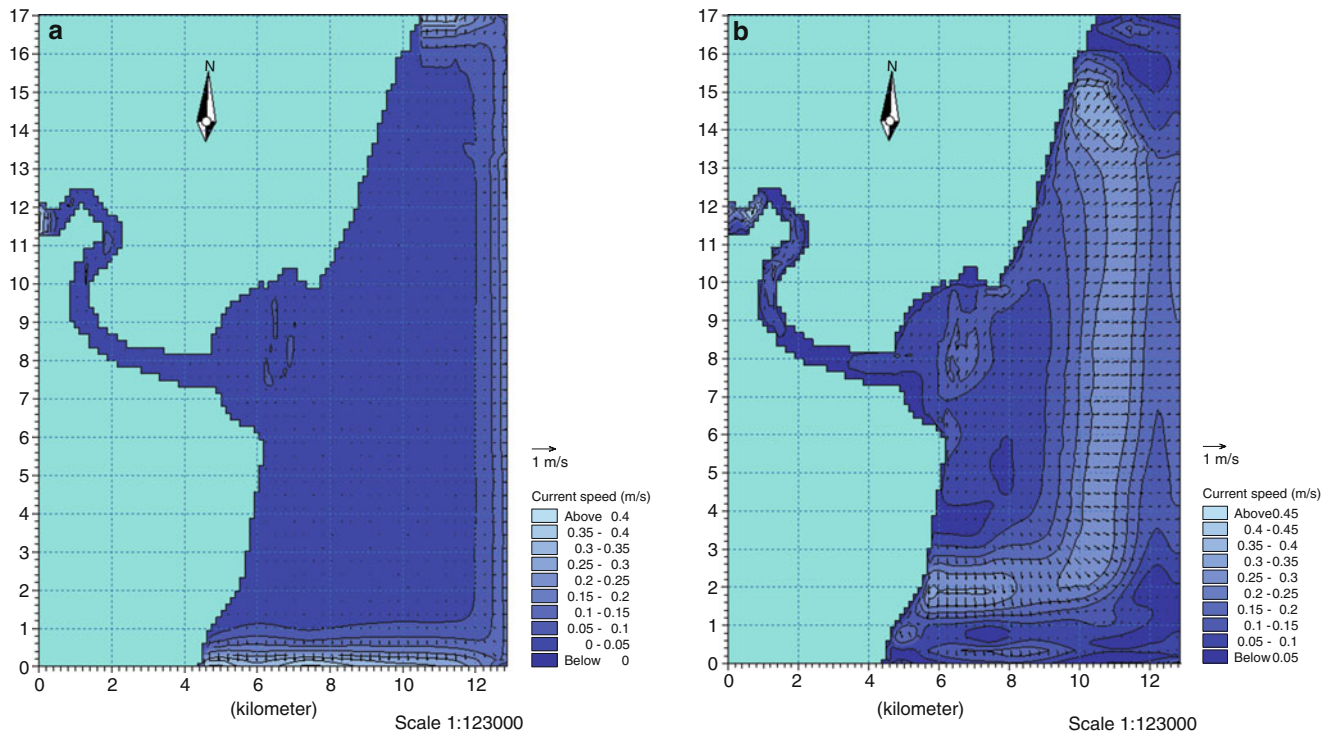 a
N
17
16
15
14
13
12
11
10
9
8
7
6
5
4
3
2
1
0
0 2 4 6 8 10 12
(kilometer)
Scale 1:123000
1 m/s
Current speed (m/s)
Above 0.4
0.35 - 0.4
0.3 - 0.35
0.25 - 0.3
0.2 - 0.25
0.15 - 0.2
0.1 - 0.15
0.05 - 0.1
0 - 0.05
Below 0
b
N
17
16
15
14
13
12
11
10
9
8
7
6
5
4
3
2
1
0
0 2 4 6 8 10 12
(kilometer)
Scale 1:123000
1 m/s
Current speed (m/s)
Above 0.45
0.4 - 0.45
0.35 - 0.4
0.3 - 0.35
0.25 - 0.3
0.2 - 0.25
0.15 - 0.2
0.1 - 0.15
0.05 - 0.1
Below 0.05